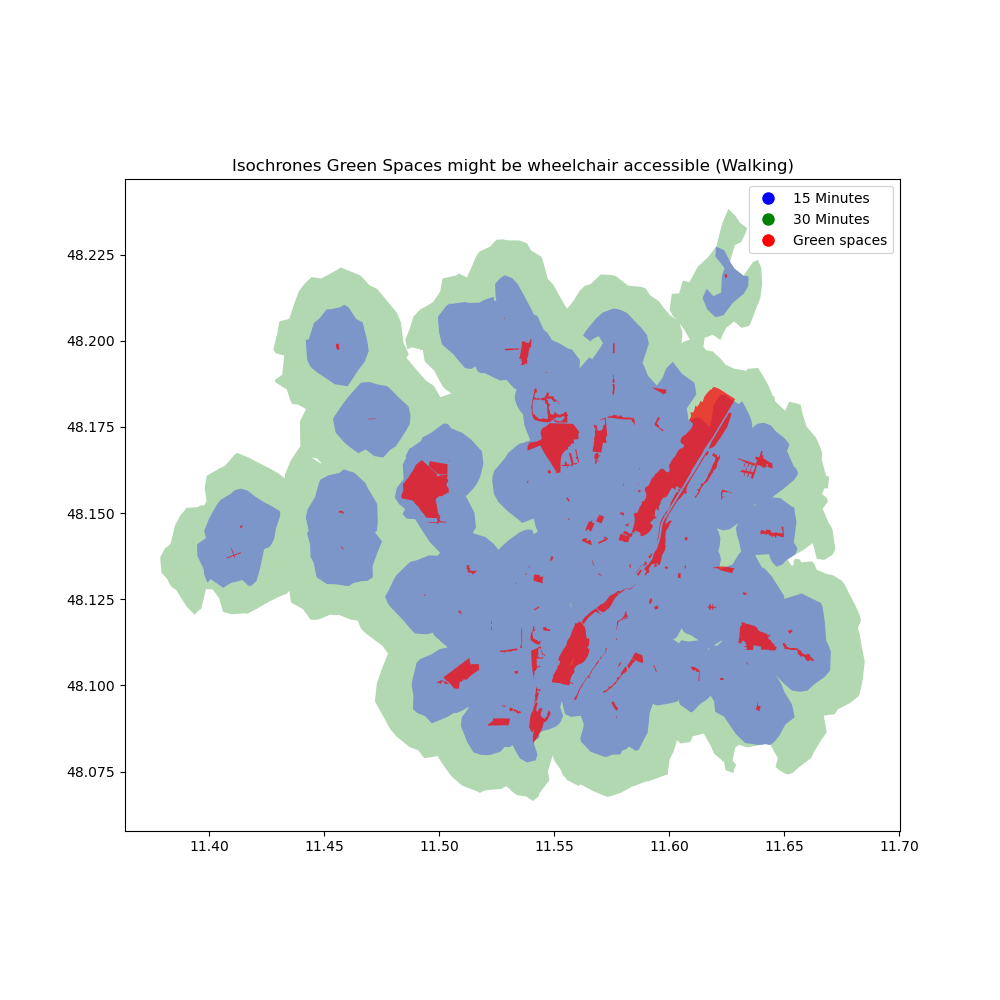 Isochrones Green Spaces might be wheelchair accessible (Walking)
15 Minutes
30 Minutes
Green spaces
48.225
48.200
48.175
48.150
48.125
48.100
48.075
11.40 11.45 11.50 11.55 11.60 11.65 11.70